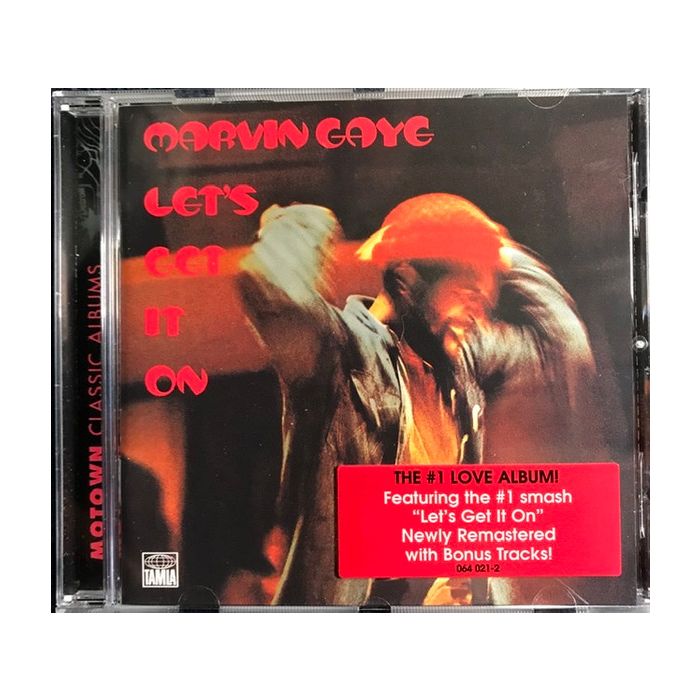 MARVIN GAYE
LET'S
GET
IT
ON
MOTOWN CLASSIC ALBUMS
THE #1 LOVE ALBUM!
Featuring the #1 smash
“Let's Get It On”
Newly Remastered
with Bonus Tracks!
064 021-2
TAMLA